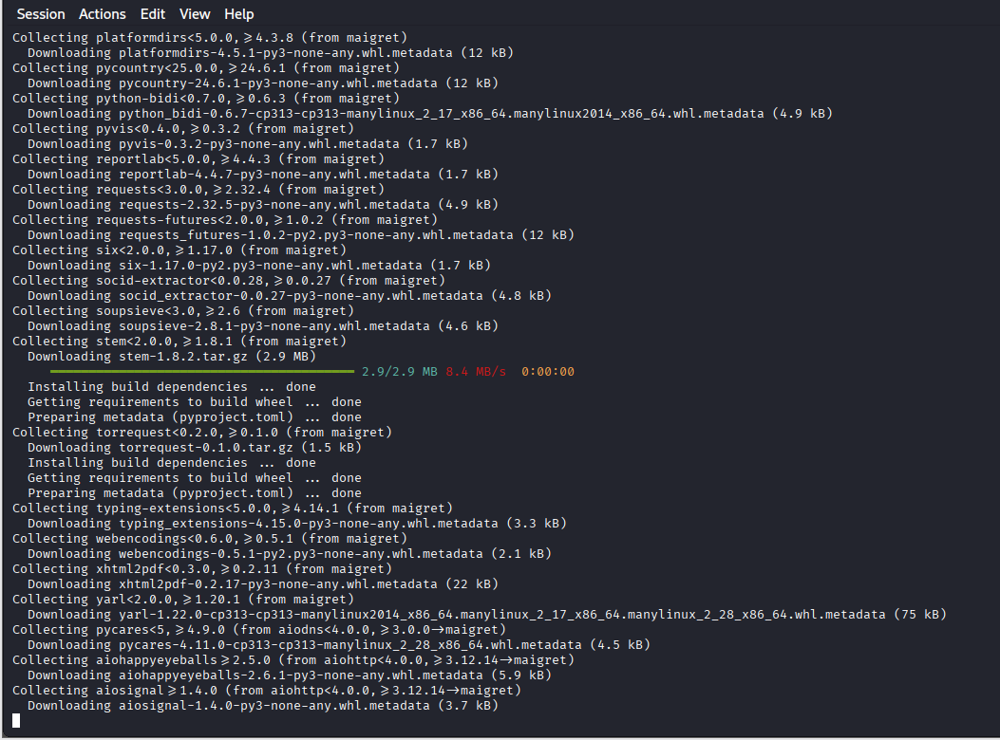 Session Actions Edit View Help
Collecting platformdirs<5.0.0,≥4.3.8 (from maigret)
Downloading platformdirs-4.5.1-py3-none-any.whl.metadata (12 kB)
Collecting pycountry<25.0.0,≥24.6.1 (from maigret)
Downloading pycountry-24.6.1-py3-none-any.whl.metadata (12 kB)
Collecting python-bidi<0.7.0,≥0.6.3 (from maigret)
Downloading python_bidi-0.6.7-cp313-cp313-manylinux_2_17_x86_64.manylinux2014_x86_64.whl.metadata (4.9 kB)
Collecting pyvis<0.4.0,≥0.3.2 (from maigret)
Downloading pyvis-0.3.2-py3-none-any.whl.metadata (1.7 kB)
Collecting reportlab<5.0.0,≥4.4.3 (from maigret)
Downloading reportlab-4.4.7-py3-none-any.whl.metadata (1.7 kB)
Collecting requests<3.0.0,≥2.32.4 (from maigret)
Downloading requests-2.32.5-py3-none-any.whl.metadata (4.9 kB)
Collecting requests-futures<2.0.0,≥1.0.2 (from maigret)
Downloading requests_futures-1.0.2-py2.py3-none-any.whl.metadata (12 kB)
Collecting six<2.0.0,≥1.17.0 (from maigret)
Downloading six-1.17.0-py2.py3-none-any.whl.metadata (1.7 kB)
Collecting socid-extractor<0.0.28,≥0.0.27 (from maigret)
Downloading socid_extractor-0.0.27-py3-none-any.whl.metadata (4.8 kB)
Collecting soupsieve<3.0,≥2.6 (from maigret)
Downloading soupsieve-2.8.1-py3-none-any.whl.metadata (4.6 kB)
Collecting stem<2.0.0,≥1.8.1 (from maigret)
Downloading stem-1.8.2.tar.gz (2.9 MB)
2.9/2.9 MB 8.4 MB/s 0:00:00
Installing build dependencies ... done
Getting requirements to build wheel ... done
Preparing metadata (pyproject.toml) ... done
Collecting torrequest<0.2.0,≥0.1.0 (from maigret)
Downloading torrequest-0.1.0.tar.gz (1.5 kB)
Installing build dependencies ... done
Getting requirements to build wheel ... done
Preparing metadata (pyproject.toml) ... done
Collecting typing-extensions<5.0.0,≥4.14.1 (from maigret)
Downloading typing_extensions-4.15.0-py3-none-any.whl.metadata (3.3 kB)
Collecting webencodings<0.6.0,≥0.5.1 (from maigret)
Downloading webencodings-0.5.1-py2.py3-none-any.whl.metadata (2.1 kB)
Collecting xhtml2pdf<0.3.0,≥0.2.11 (from maigret)
Downloading xhtml2pdf-0.2.17-py3-none-any.whl.metadata (22 kB)
Collecting yarl<2.0.0,≥1.20.1 (from maigret)
Downloading yarl-1.22.0-cp313-cp313-manylinux2014_x86_64.manylinux_2_17_x86_64.manylinux_2_28_x86_64.whl.metadata (75 kB)
Collecting pycares<5,≥4.9.0 (from aiodns<4.0.0,≥3.0.0→maigret)
Downloading pycares-4.11.0-cp313-cp313-manylinux_2_28_x86_64.whl.metadata (4.5 kB)
Collecting aiohappyeyeballs≥2.5.0 (from aiohttp<4.0.0,≥3.12.14→maigret)
Downloading aiohappyeyeballs-2.6.1-py3-none-any.whl.metadata (5.9 kB)
Collecting aiosignal≥1.4.0 (from aiohttp<4.0.0,≥3.12.14→maigret)
Downloading aiosignal-1.4.0-py3-none-any.whl.metadata (3.7 kB)